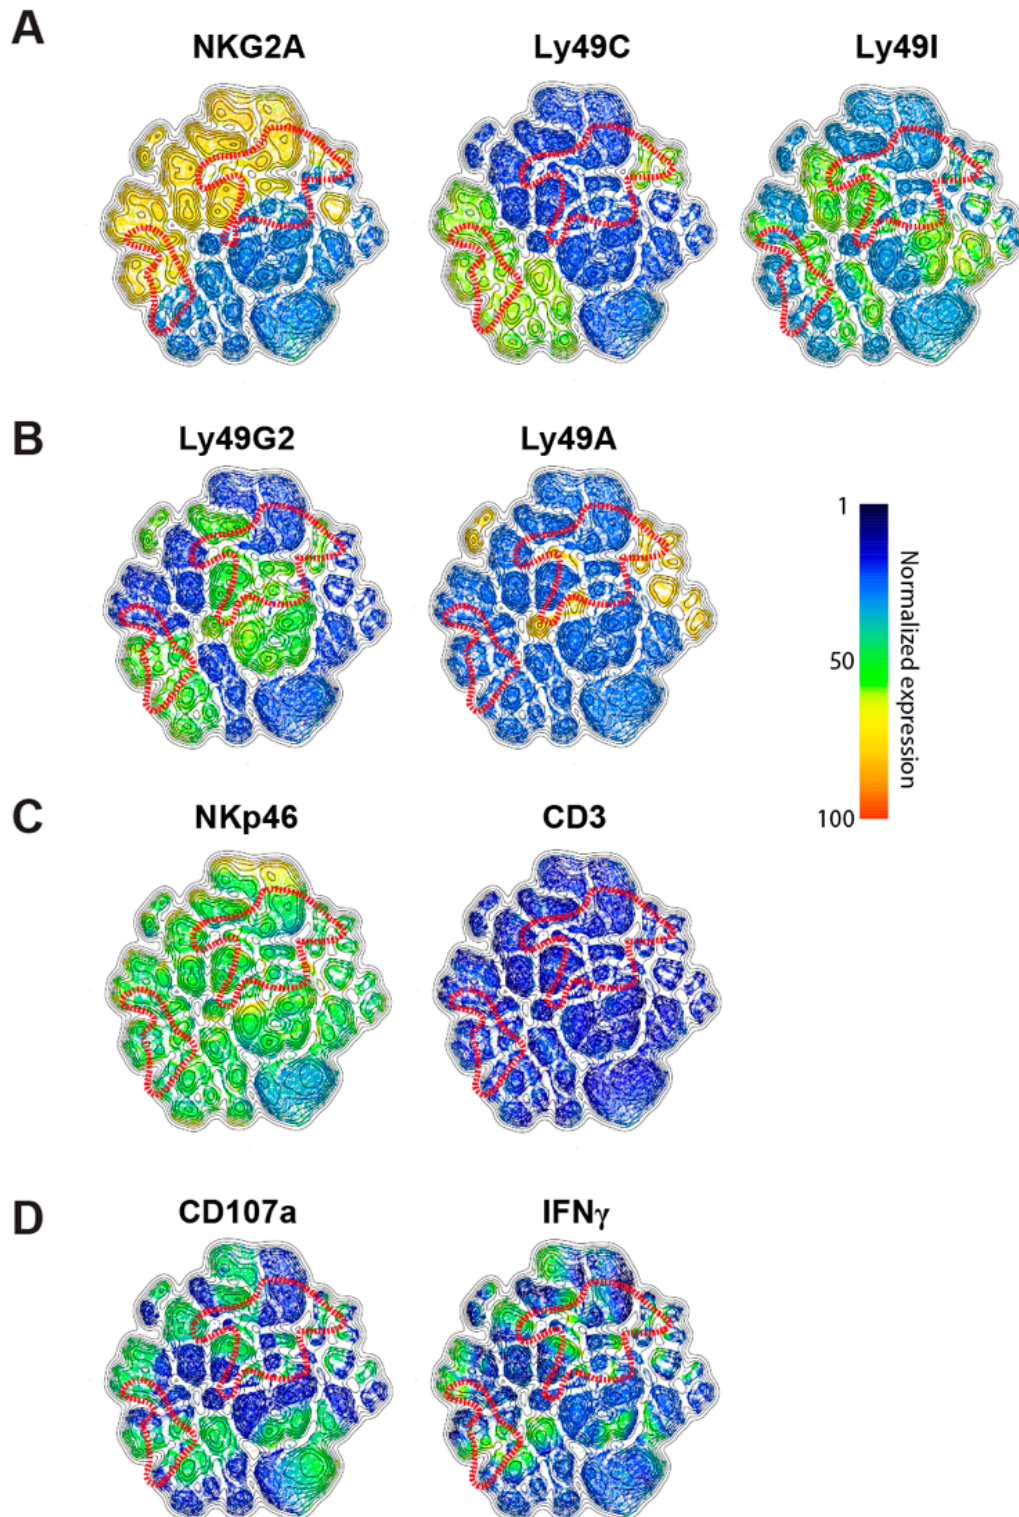 A
NKG2A Ly49C Ly49I
B
Ly49G2 Ly49A
1
50
100
Normalized expression
C
NKp46 CD3
D
CD107a IFNγ